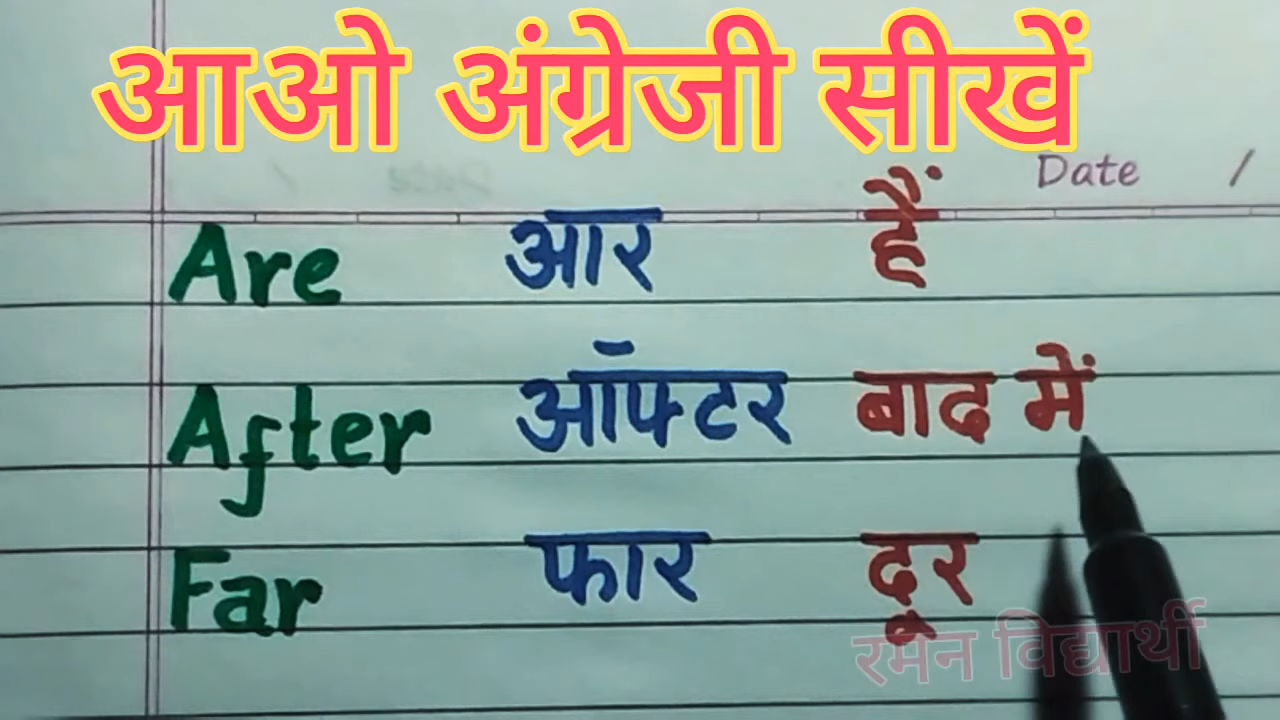 आओ अंग्रेजी सीखें
Date /
Are आर हैं
After ऑफ्टर बाद में
Far फार दूर
रमन विद्यार्थी